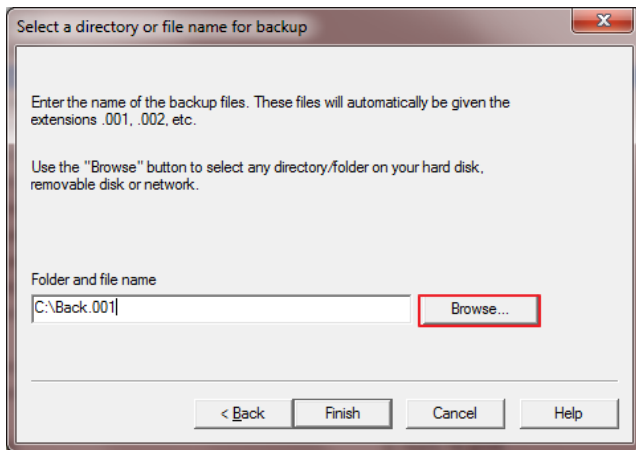 Select a directory or file name for backup
Enter the name of the backup files. These files will automatically be given the
extensions .001, .002, etc.
Use the "Browse" button to select any directory/folder on your hard disk,
removable disk or network.
Folder and file name
C:\Back.001
Browse...
< Back
Finish
Cancel
Help